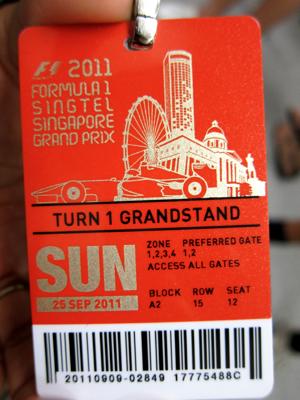 F1 2011
FORMULA 1
SINGTEL
SINGAPORE
GRAND PRIX
TURN 1 GRANDSTAND
SUN
25 SEP 2011
ZONE PREFERRED GATE
1,2,3,4 1,2
ACCESS ALL GATES
BLOCK ROW SEAT
A2 15 12
20110909-02849 17775488C